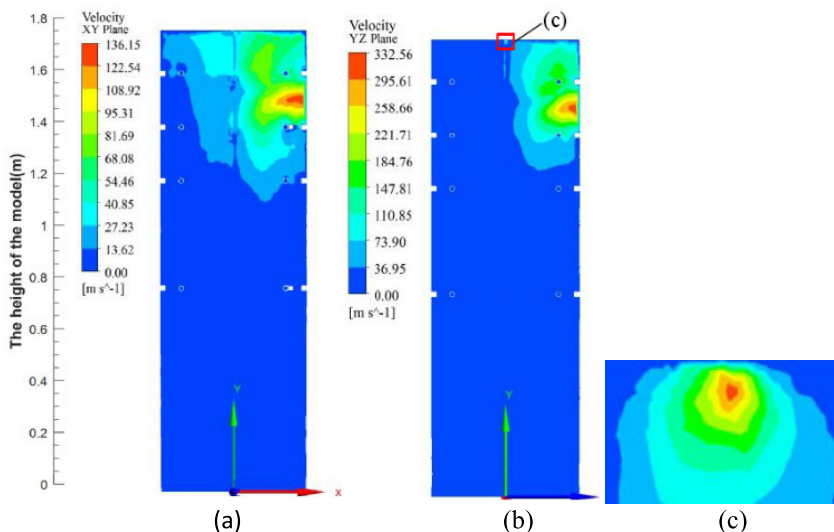 The height of the model(m)
1.8
1.6
1.4
1.2
1
0.8
0.6
0.4
0.2
0
Velocity
XY Plane
136.15
122.54
108.92
95.31
81.69
68.08
54.46
40.85
27.23
13.62
0.00
[m s^-1]
Y
x
(a)
Velocity
YZ Plane
332.56
295.61
258.66
221.71
184.76
147.81
110.85
73.90
36.95
0.00
[m s^-1]
(c)
Y
(b)
(c)